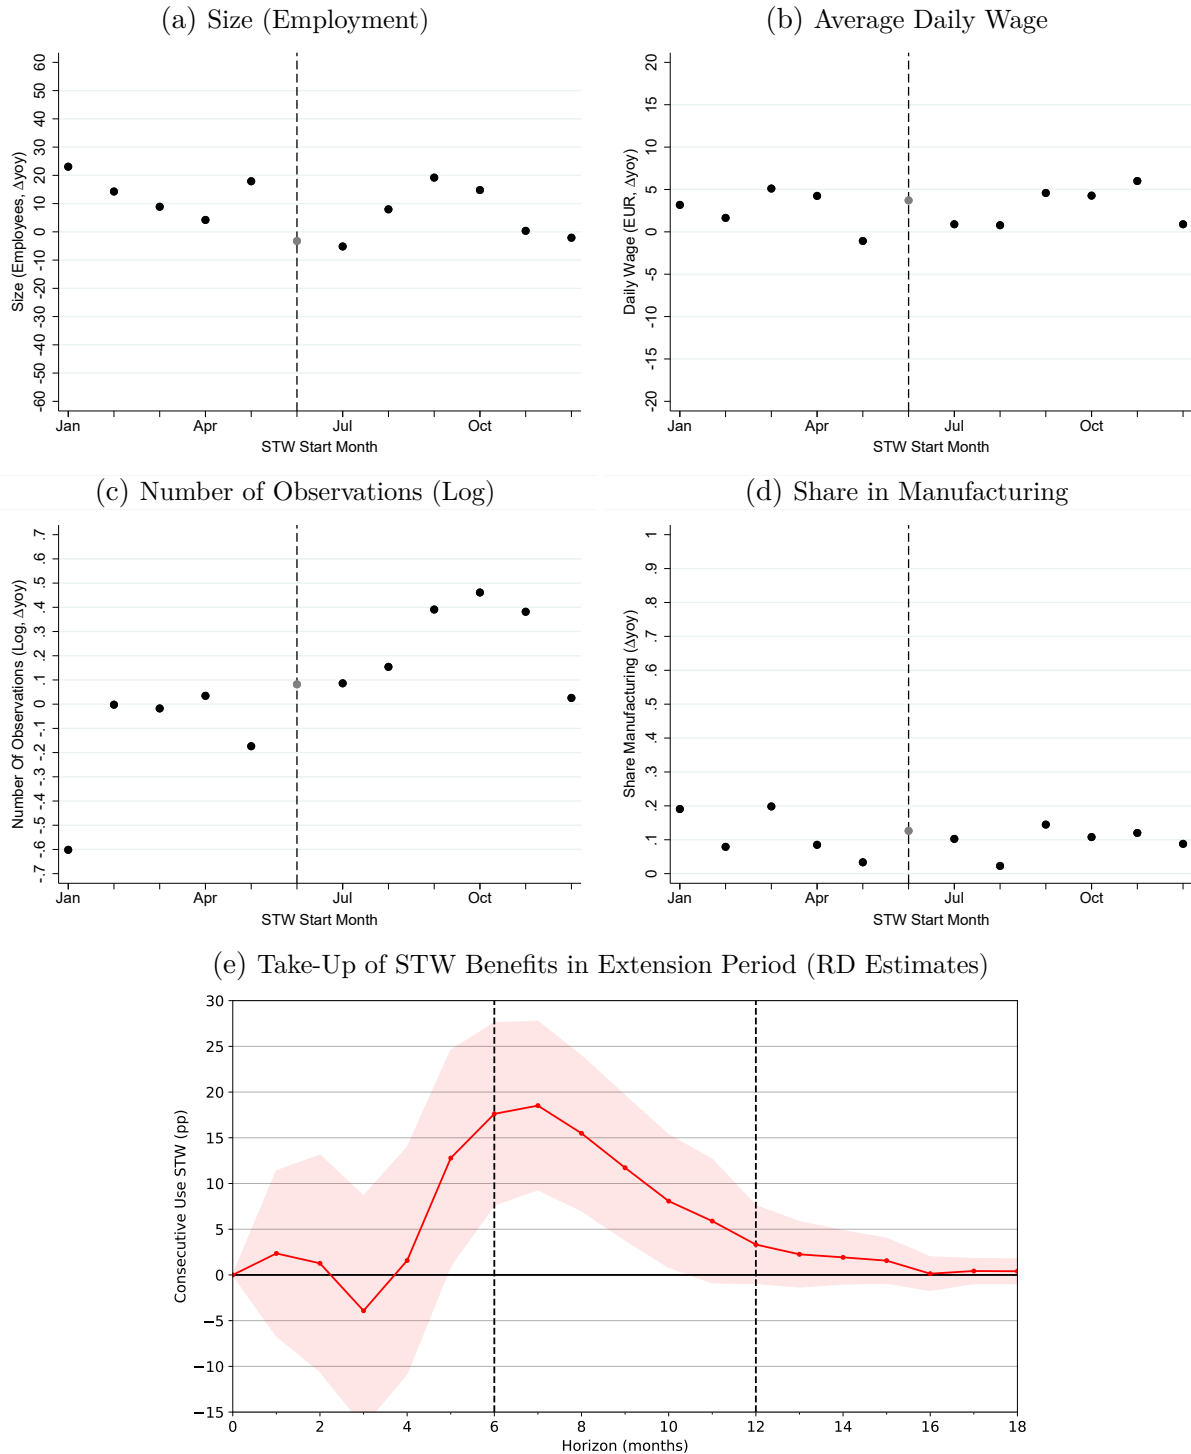 (a) Size (Employment)
Size (Employees, Δyoy)
60
50
40
30
20
10
0
-10
-20
-30
-40
-50
-60
Jan Apr Jul Oct
STW Start Month
(b) Average Daily Wage
Daily Wage (EUR, Δyoy)
20
15
10
5
0
-5
-10
-15
-20
Jan Apr Jul Oct
STW Start Month
(c) Number of Observations (Log)
Number Of Observations (Log, Δyoy)
.7
.6
.5
.4
.3
.2
.1
0
-.1
-.2
-.3
-.4
-.5
-.6
-.7
Jan Apr Jul Oct
STW Start Month
(d) Share in Manufacturing
Share Manufacturing (Δyoy)
1
.9
.8
.7
.6
.5
.4
.3
.2
.1
0
Jan Apr Jul Oct
STW Start Month
(e) Take-Up of STW Benefits in Extension Period (RD Estimates)
Consecutive Use STW (pp)
30
25
20
15
10
5
0
−5
−10
−15
0 2 4 6 8 10 12 14 16 18
Horizon (months)